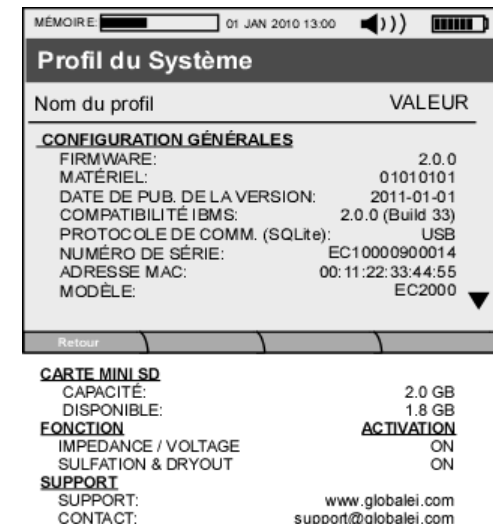 MÉMOIRE: 01 JAN 2010 13:00
Profil du Système
Nom du profil VALEUR
CONFIGURATION GÉNÉRALES
FIRMWARE: 2.0.0
MATÉRIEL: 01010101
DATE DE PUB. DE LA VERSION: 2011-01-01
COMPATIBILITÉ IBMS: 2.0.0 (Build 33)
PROTOCOLE DE COMM. (SQLite): USB
NUMÉRO DE SÉRIE: EC10000900014
ADRESSE MAC: 00:11:22:33:44:55
MODÈLE: EC2000
Retour
CARTE MINI SD
CAPACITÉ: 2.0 GB
DISPONIBLE: 1.8 GB
FONCTION ACTIVATION
IMPEDANCE / VOLTAGE ON
SULFATION & DRYOUT ON
SUPPORT
SUPPORT: www.globalei.com
CONTACT: support@globalei.com